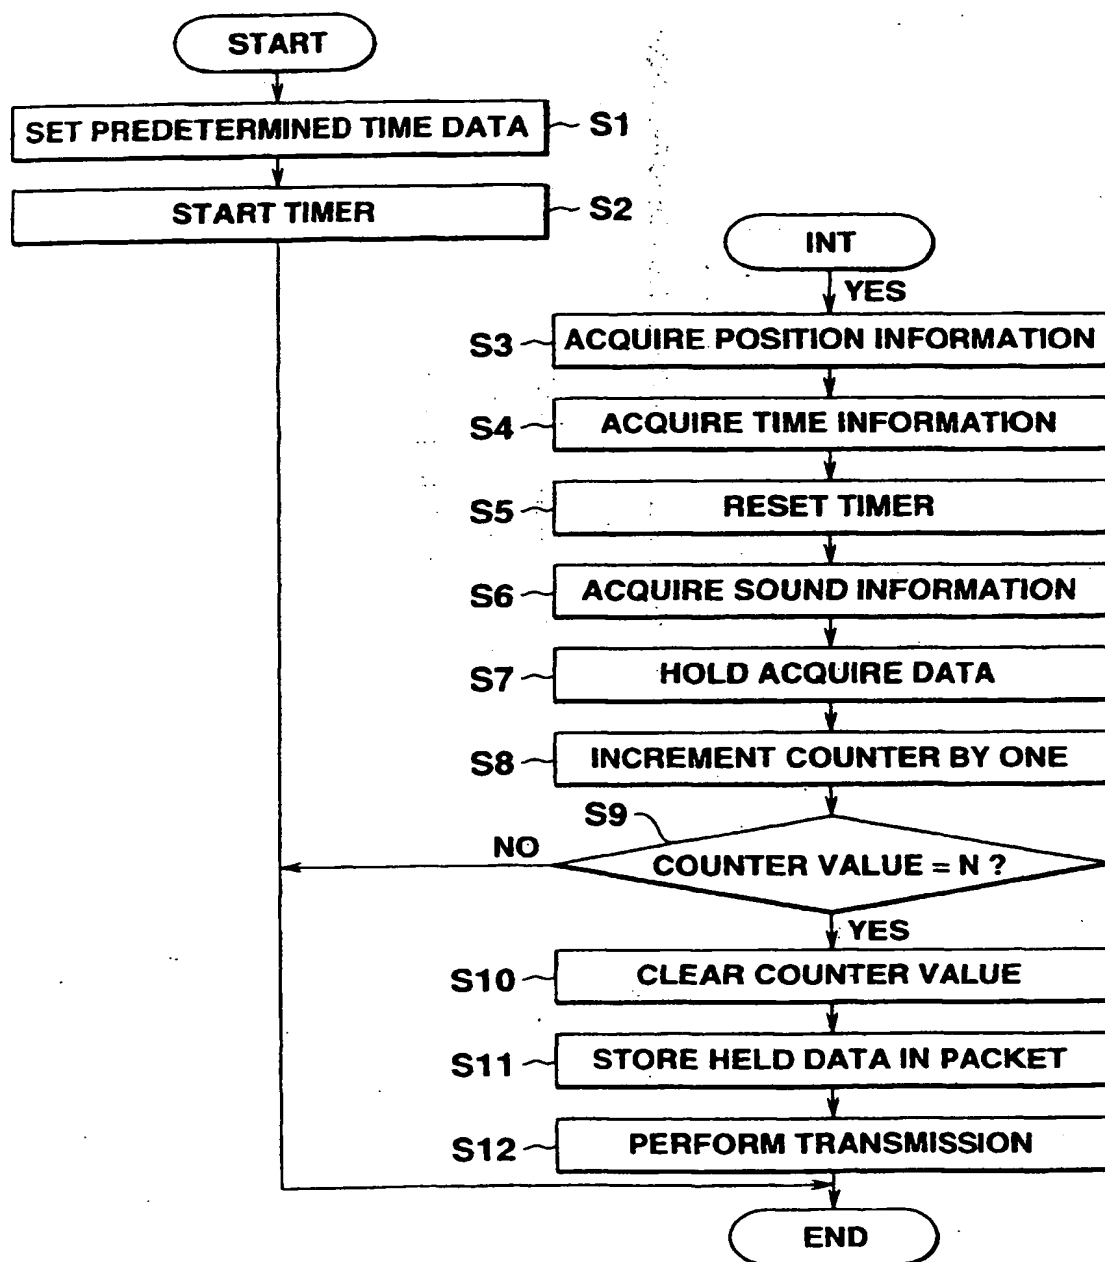 START
SET PREDETERMINED TIME DATA
S1
START TIMER
S2
INT
YES
S3
ACQUIRE POSITION INFORMATION
S4
ACQUIRE TIME INFORMATION
S5
RESET TIMER
S6
ACQUIRE SOUND INFORMATION
S7
HOLD ACQUIRE DATA
S8
INCREMENT COUNTER BY ONE
S9
NO
COUNTER VALUE = N ?
YES
S10
CLEAR COUNTER VALUE
S11
STORE HELD DATA IN PACKET
S12
PERFORM TRANSMISSION
END